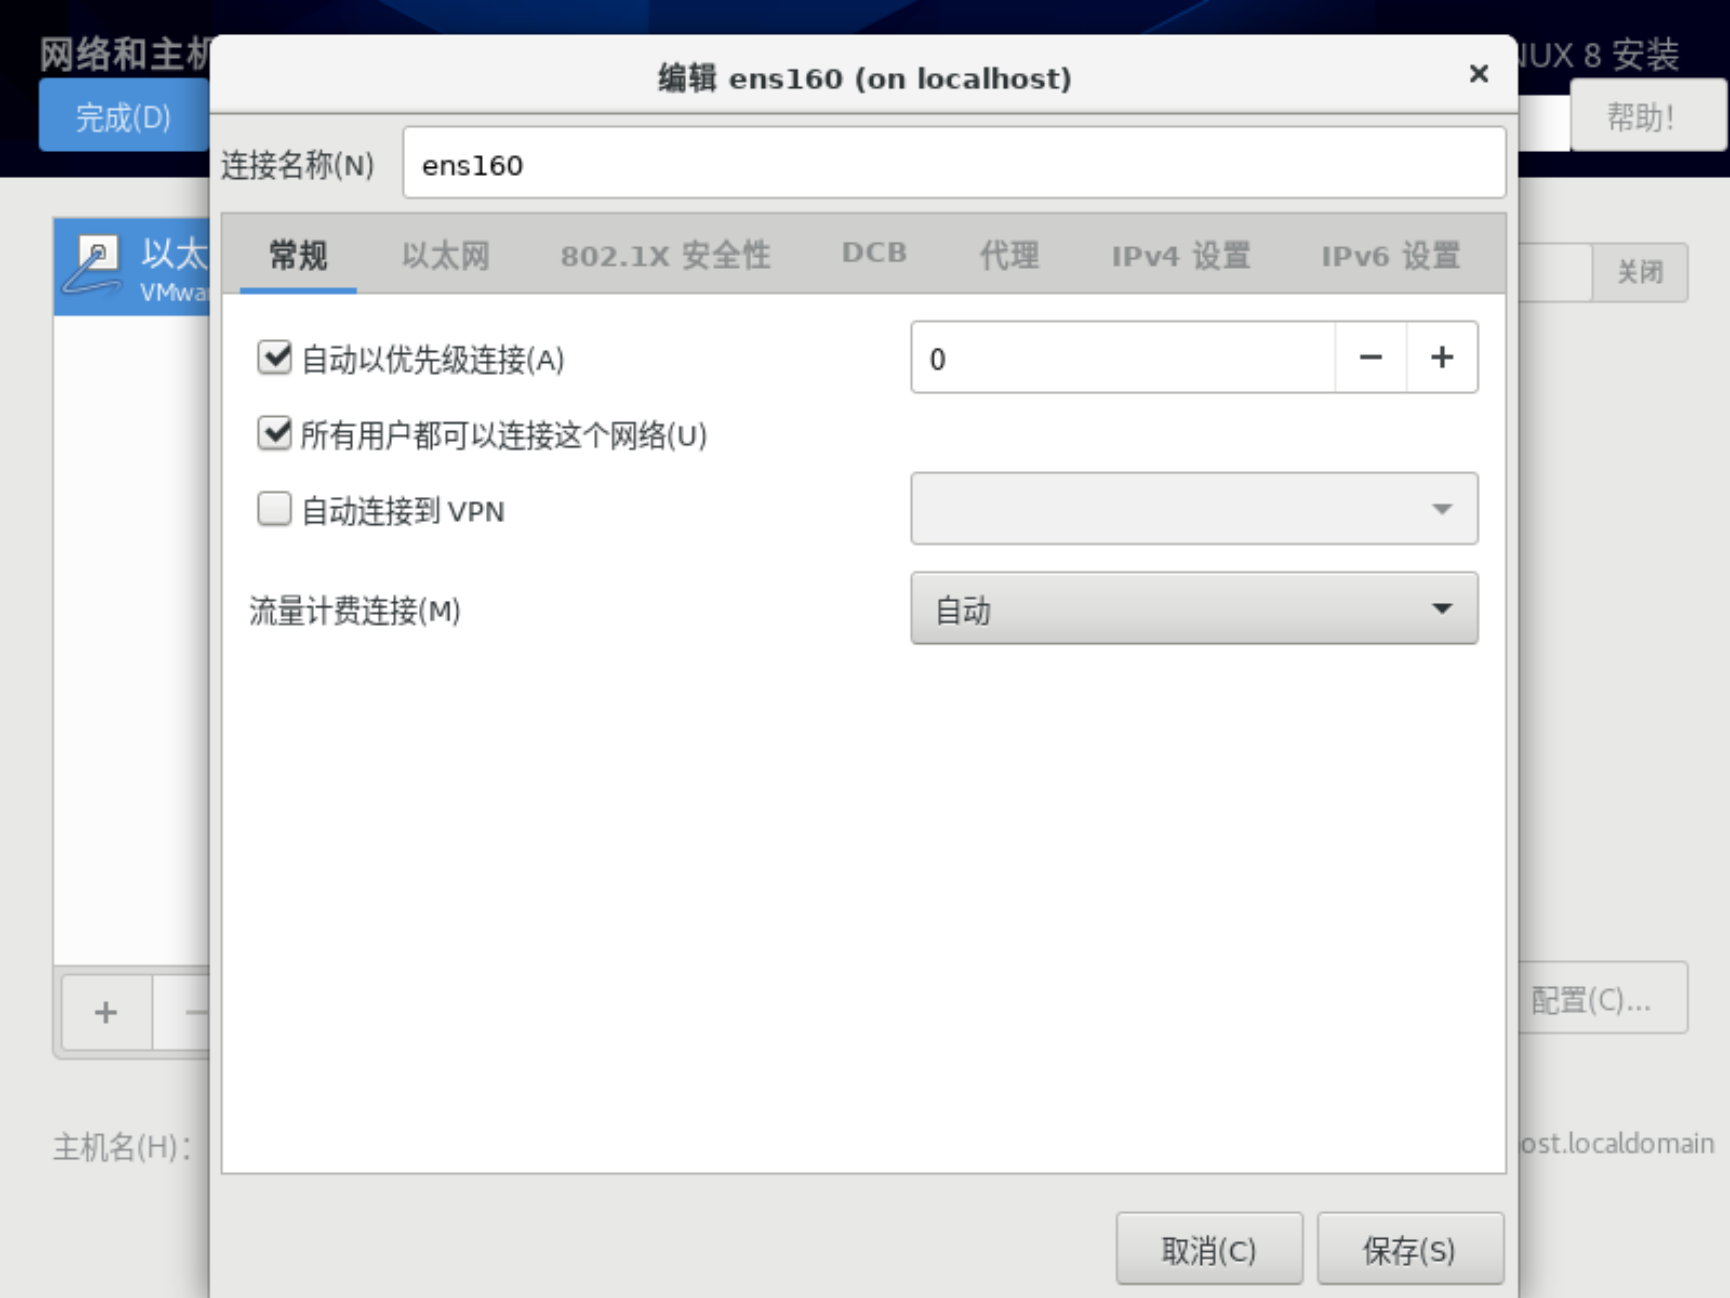 网络和主机
NUX 8 安装
完成(D)
帮助！
编辑 ens160 (on localhost)
连接名称(N)
ens160
以太
VMwa
关闭
常规
以太网
802.1X 安全性
DCB
代理
IPv4 设置
IPv6 设置
自动以优先级连接(A)
0
所有用户都可以连接这个网络(U)
自动连接到 VPN
流量计费连接(M)
自动
配置(C)...
主机名(H)：
ost.localdomain
取消(C)
保存(S)